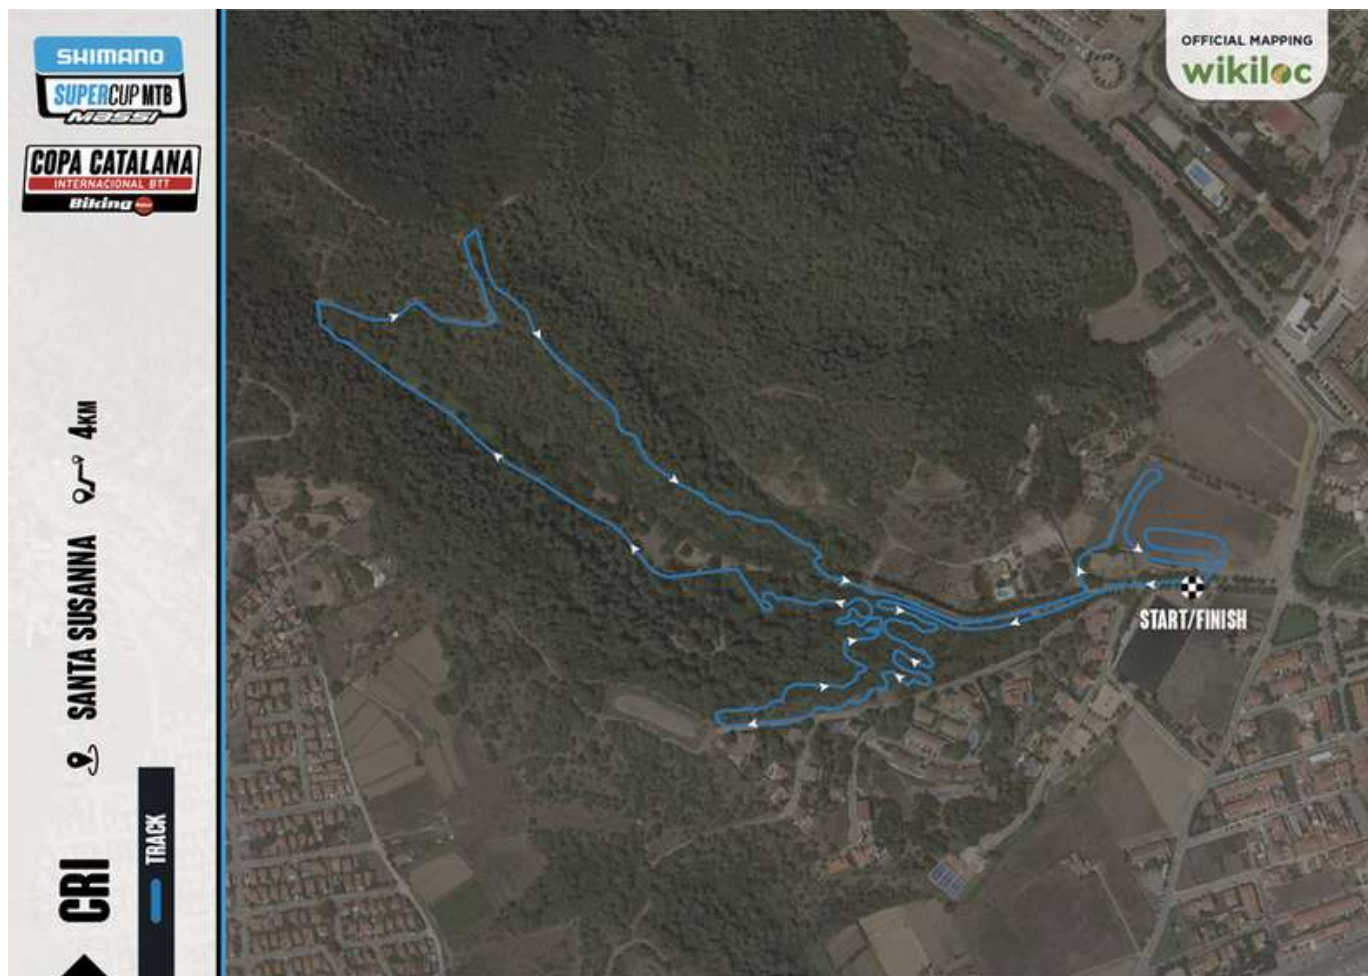 SHIMANO
SUPERCUP MTB
MASSI
COPA CATALANA
INTERNACIONAL BTT
Biking
OFFICIAL MAPPING
wikiloc
START/FINISH
4KM
SANTA SUSANNA
CRI
TRACK